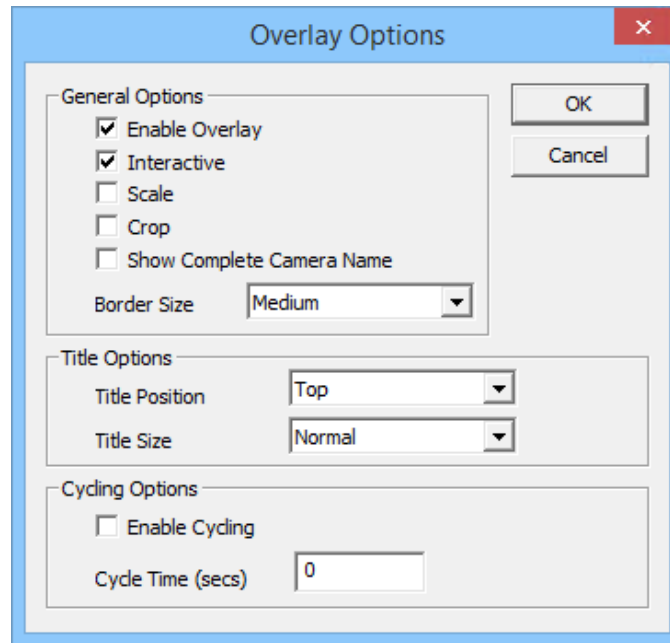 Overlay Options
General Options
Enable Overlay
Interactive
Scale
Crop
Show Complete Camera Name
Border Size Medium
OK
Cancel
Title Options
Title Position Top
Title Size Normal
Cycling Options
Enable Cycling
Cycle Time (secs) 0